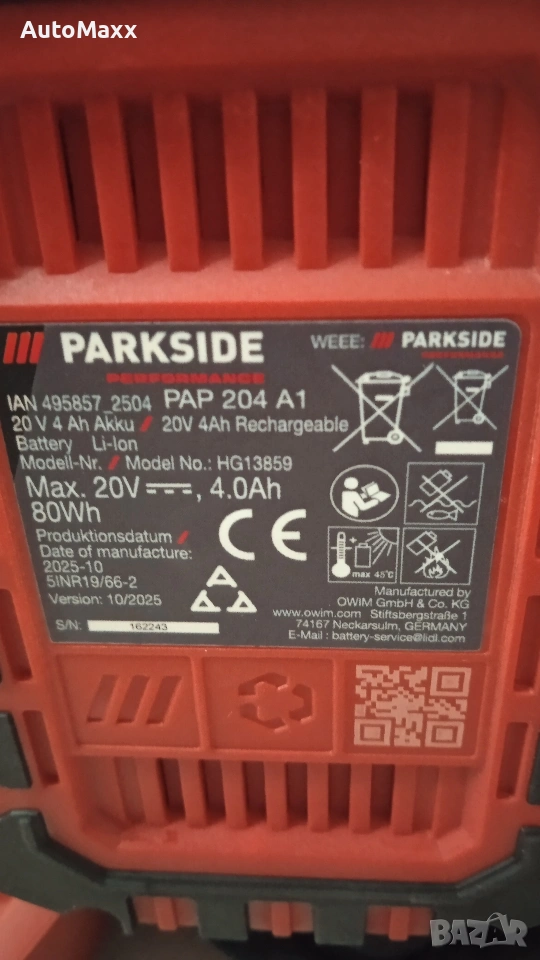 AutoMaxx
PARKSIDE
PERFORMANCE
WEEE: PARKSIDE
PERFORMANCE
IAN 495857_2504 PAP 204 A1
20 V 4 Ah Akku / 20V 4Ah Rechargeable
Battery Li-Ion
Modell-Nr. / Model No.: HG13859
Max. 20V ⎓, 4.0Ah
80Wh
Produktionsdatum /
Date of manufacture:
2025-10
5INR19/66-2
Version: 10/2025
S/N: 162243
CE
max 45°C
Manufactured by
OWiM GmbH & Co. KG
www.owim.com Stiftsbergstraße 1
74167 Neckarsulm, GERMANY
E-Mail : battery-service@lidl.com
BAZAR